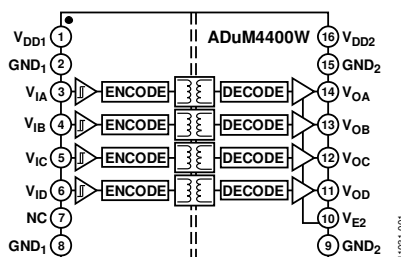 ADuM4400W
VDD1 1
GND1 2
VIA 3
VIB 4
VIC 5
VID 6
NC 7
GND1 8
ENCODE DECODE
ENCODE DECODE
ENCODE DECODE
ENCODE DECODE
16 VDD2
15 GND2
14 VOA
13 VOB
12 VOC
11 VOD
10 VE2
9 GND2